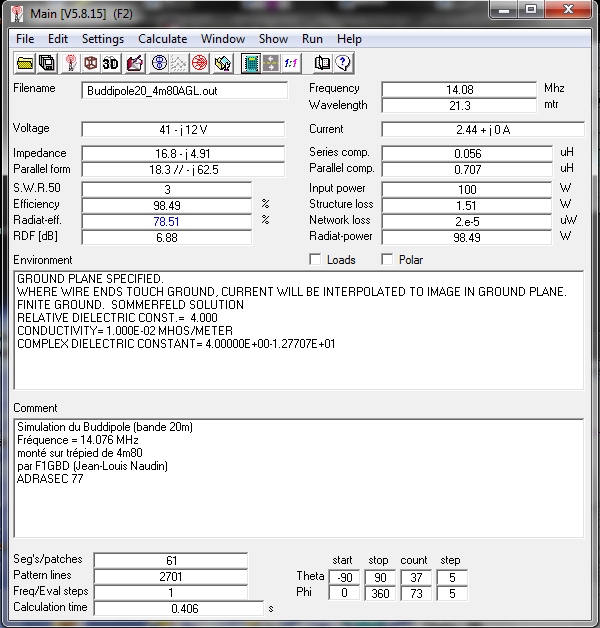 Main [V5.8.15] (F2)
File Edit Settings Calculate Window Show Run Help
3D 1:1 ?
Filename Buddipole20_4m80AGL.out Frequency 14.08 Mhz
Wavelength 21.3 mtr
Voltage 41 - j 12 V Current 2.44 + j 0 A
Impedance 16.8 - j 4.91 Series comp. 0.056 uH
Parallel form 18.3 // - j 62.5 Parallel comp. 0.707 uH
S.W.R.50 3 Input power 100 W
Efficiency 98.49 % Structure loss 1.51 W
Radiat-eff. 78.51 % Network loss 2.e-5 uW
RDF [dB] 6.88 Radiat-power 98.49 W
Environment Loads Polar
GROUND PLANE SPECIFIED.
WHERE WIRE ENDS TOUCH GROUND, CURRENT WILL BE INTERPOLATED TO IMAGE IN GROUND PLANE.
FINITE GROUND. SOMMERFELD SOLUTION
RELATIVE DIELECTRIC CONST.= 4.000
CONDUCTIVITY= 1.000E-02 MHOS/METER
COMPLEX DIELECTRIC CONSTANT= 4.00000E+00-1.27707E+01
Comment
Simulation du Buddipole (bande 20m)
Fréquence = 14.076 MHz
monté sur trépied de 4m80
par F1GBD (Jean-Louis Naudin)
ADRASEC 77
Seg's/patches 61 start stop count step
Pattern lines 2701 Theta -90 90 37 5
Freq/Eval steps 1 Phi 0 360 73 5
Calculation time 0.406 s